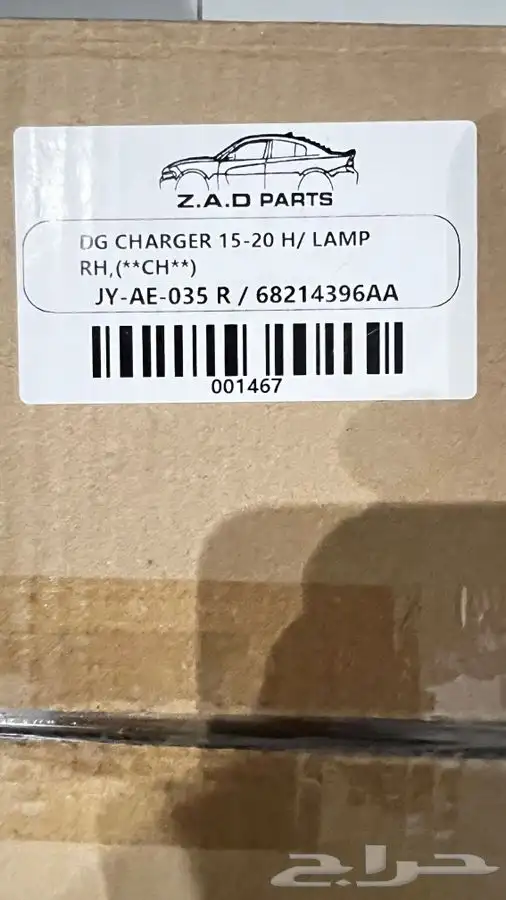 Z.A.D PARTS
DG CHARGER 15-20 H/ LAMP
RH,(**CH**)
JY-AE-035 R / 68214396AA
001467
حراج